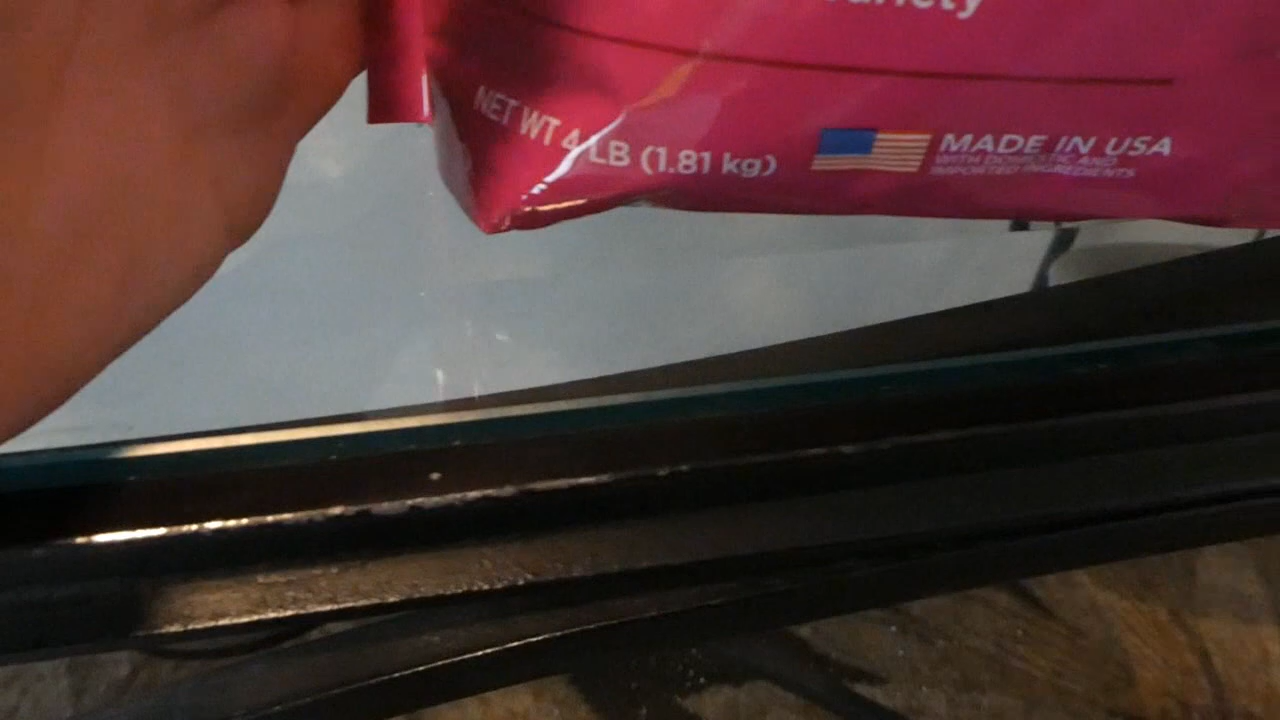 NET WT 4 LB (1.81 kg)
MADE IN USA
WITH DOMESTIC AND
IMPORTED INGREDIENTS